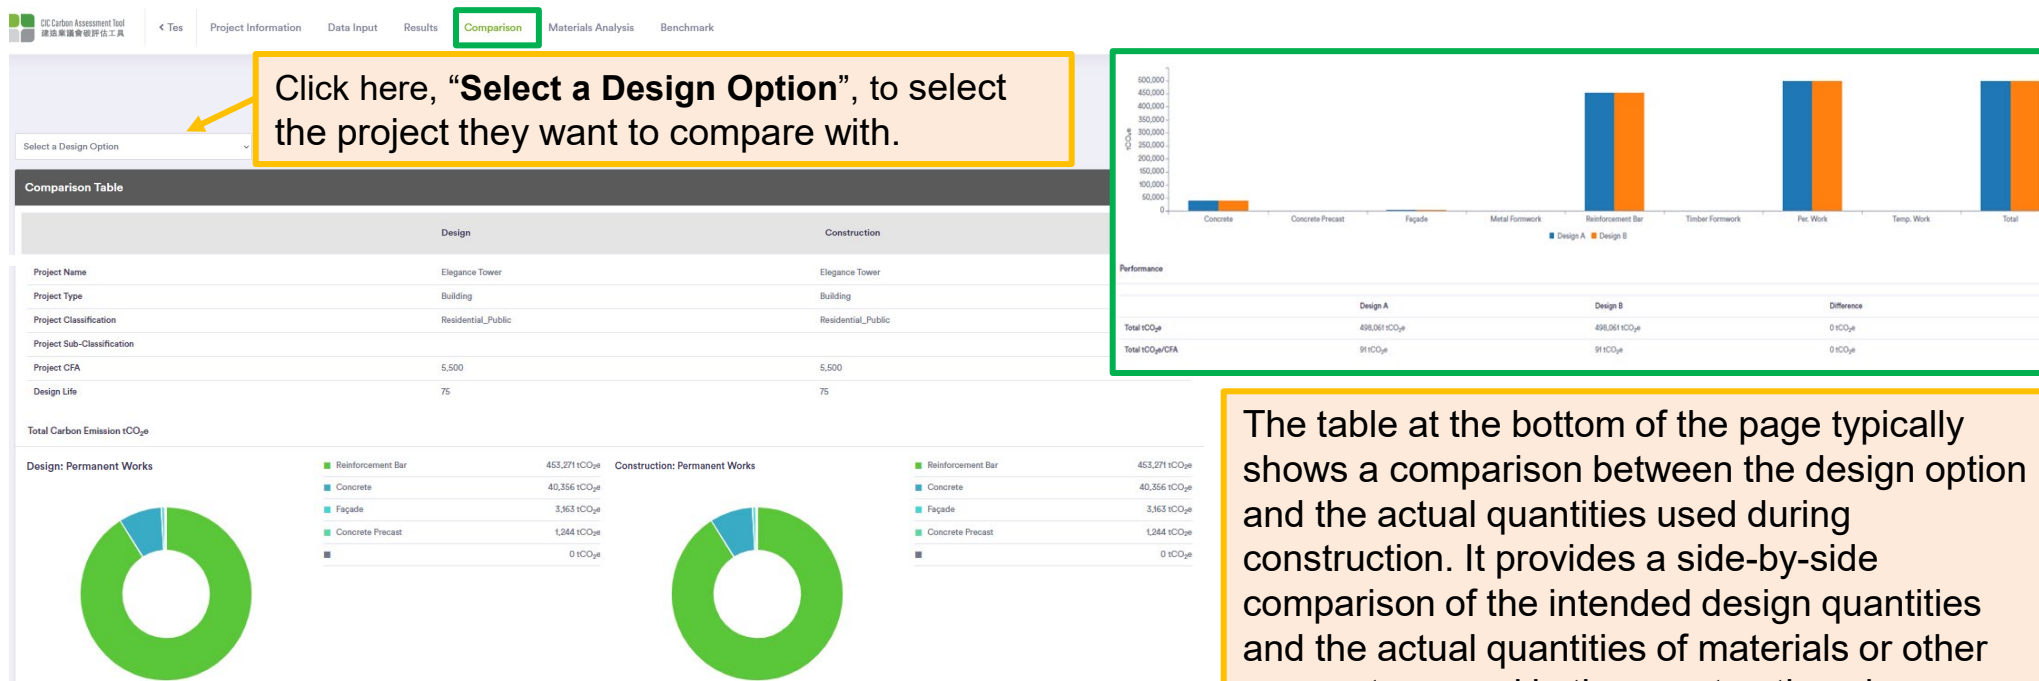 CIC Carbon Assessment Tool
建造業議會碳評估工具
Tes
Project Information
Data Input
Results
Comparison
Materials Analysis
Benchmark
Click here, “Select a Design Option”, to select
the project they want to compare with.
Select a Design Option
Comparison Table
Design Construction
Project Name Elegance Tower Elegance Tower
Project Type Building Building
Project Classification Residential_Public Residential_Public
Project Sub-Classification
Project CFA 5,500 5,500
Design Life 75 75
Total Carbon Emission tCO₂e
Design: Permanent Works
Reinforcement Bar 453,271 tCO₂e
Concrete 40,356 tCO₂e
Façade 3,163 tCO₂e
Concrete Precast 1,244 tCO₂e
0 tCO₂e
Construction: Permanent Works
Reinforcement Bar 453,271 tCO₂e
Concrete 40,356 tCO₂e
Façade 3,163 tCO₂e
Concrete Precast 1,244 tCO₂e
0 tCO₂e
tCO₂e
500,000
450,000
400,000
350,000
300,000
250,000
200,000
150,000
100,000
50,000
0
Concrete Concrete Precast Façade Metal Formwork Reinforcement Bar Timber Formwork Per. Work Temp. Work Total
Design A Design B
Performance
Design A Design B Difference
Total tCO₂e 498,061 tCO₂e 498,061 tCO₂e 0 tCO₂e
Total tCO₂e/CFA 91 tCO₂e 91 tCO₂e 0 tCO₂e
The table at the bottom of the page typically
shows a comparison between the design option
and the actual quantities used during
construction. It provides a side-by-side
comparison of the intended design quantities
and the actual quantities of materials or other